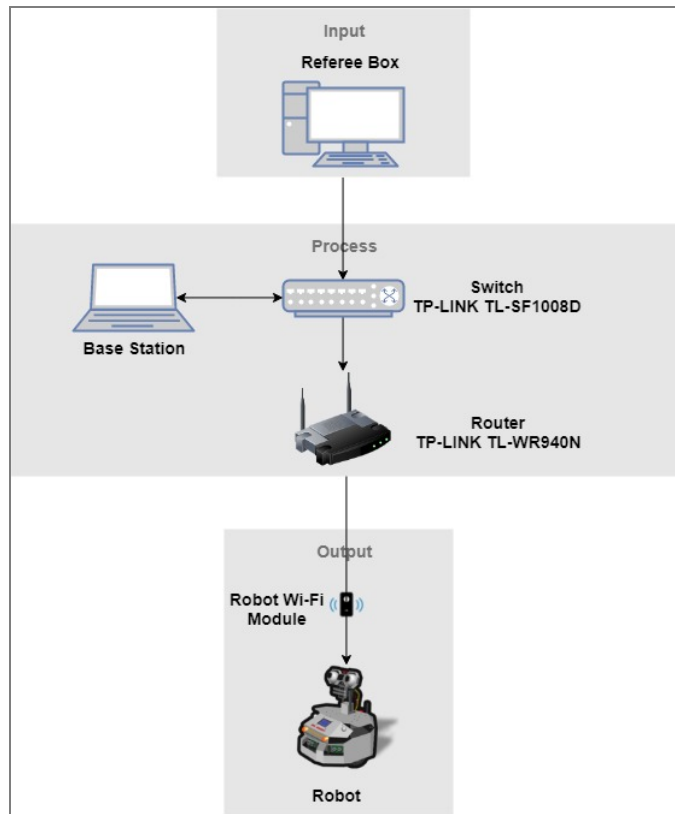 Input
Referee Box
Process
Switch
TP-LINK TL-SF1008D
Base Station
Router
TP-LINK TL-WR940N
Output
Robot Wi-Fi
Module
Robot